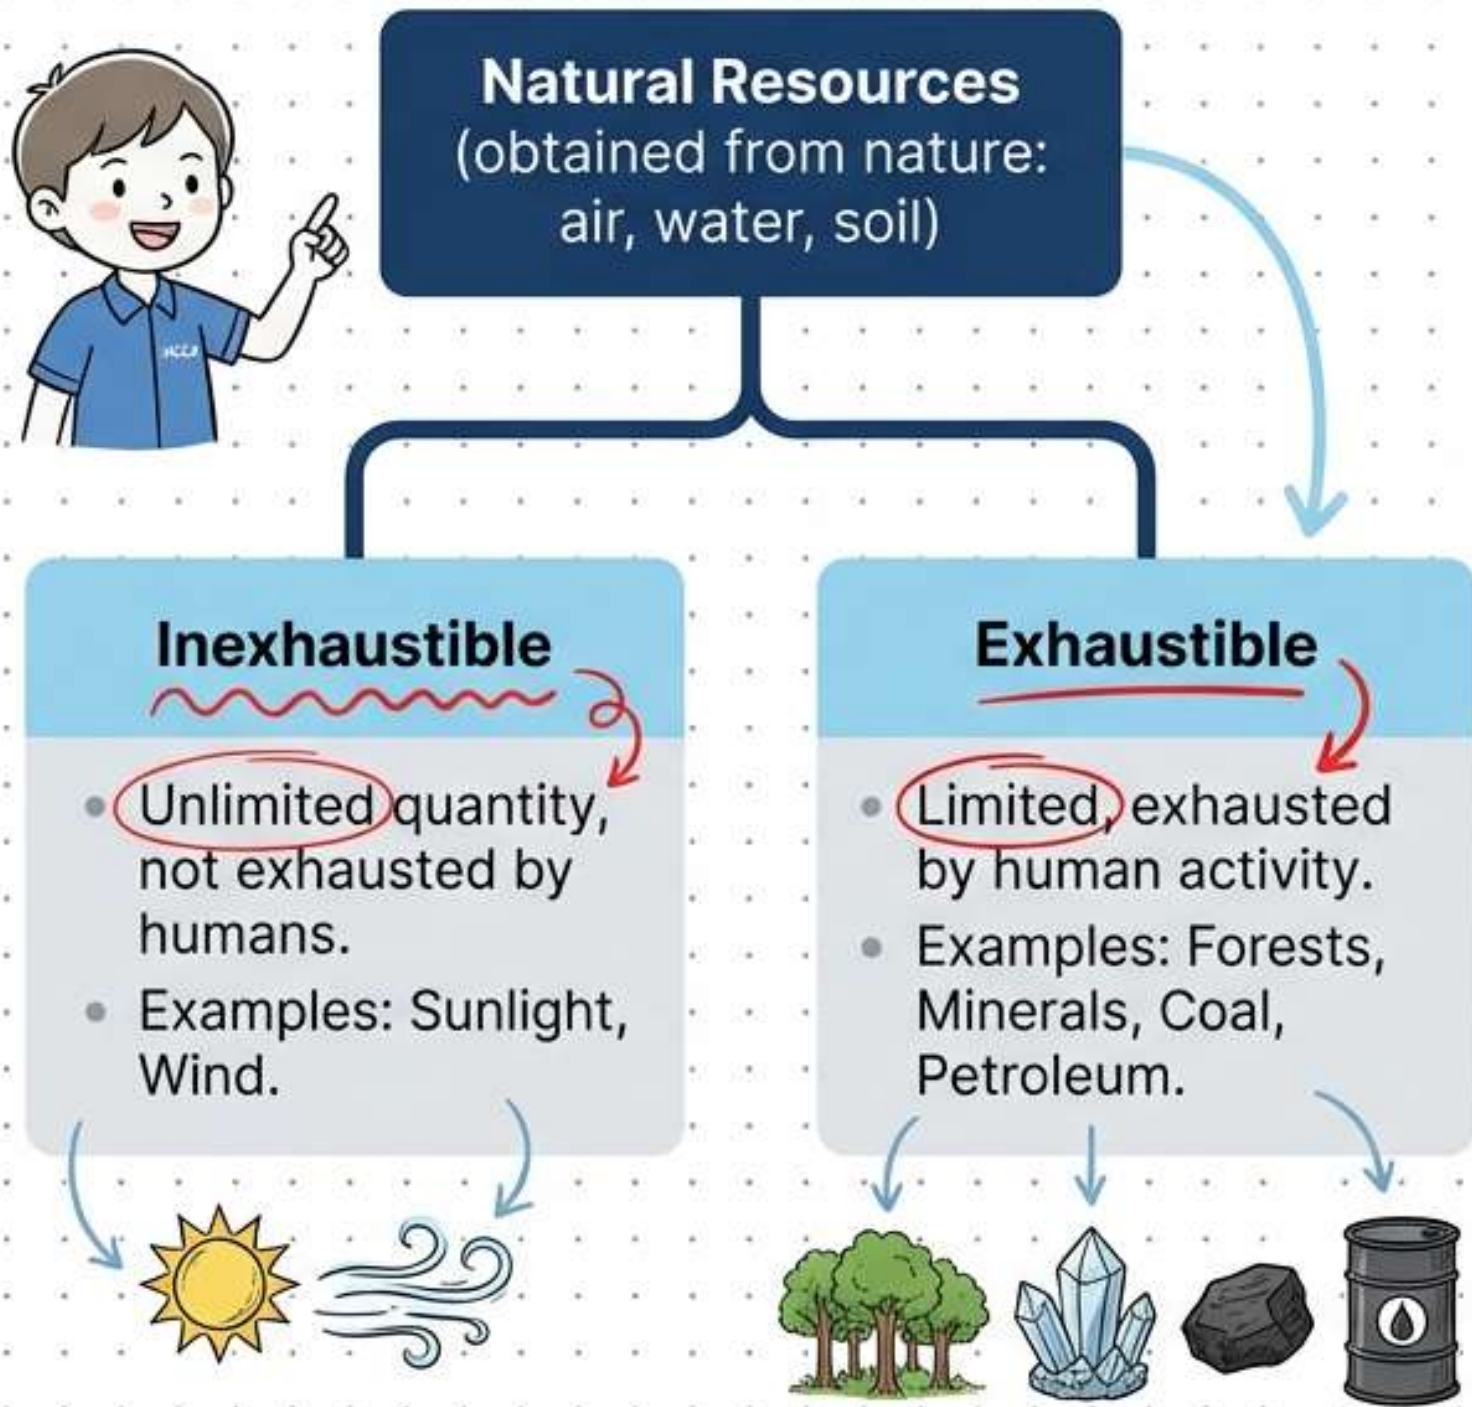 Natural Resources
(obtained from nature:
air, water, soil)
Inexhaustible
• Unlimited quantity,
not exhausted by
humans.
• Examples: Sunlight,
Wind.
Exhaustible
• Limited, exhausted
by human activity.
• Examples: Forests,
Minerals, Coal,
Petroleum.